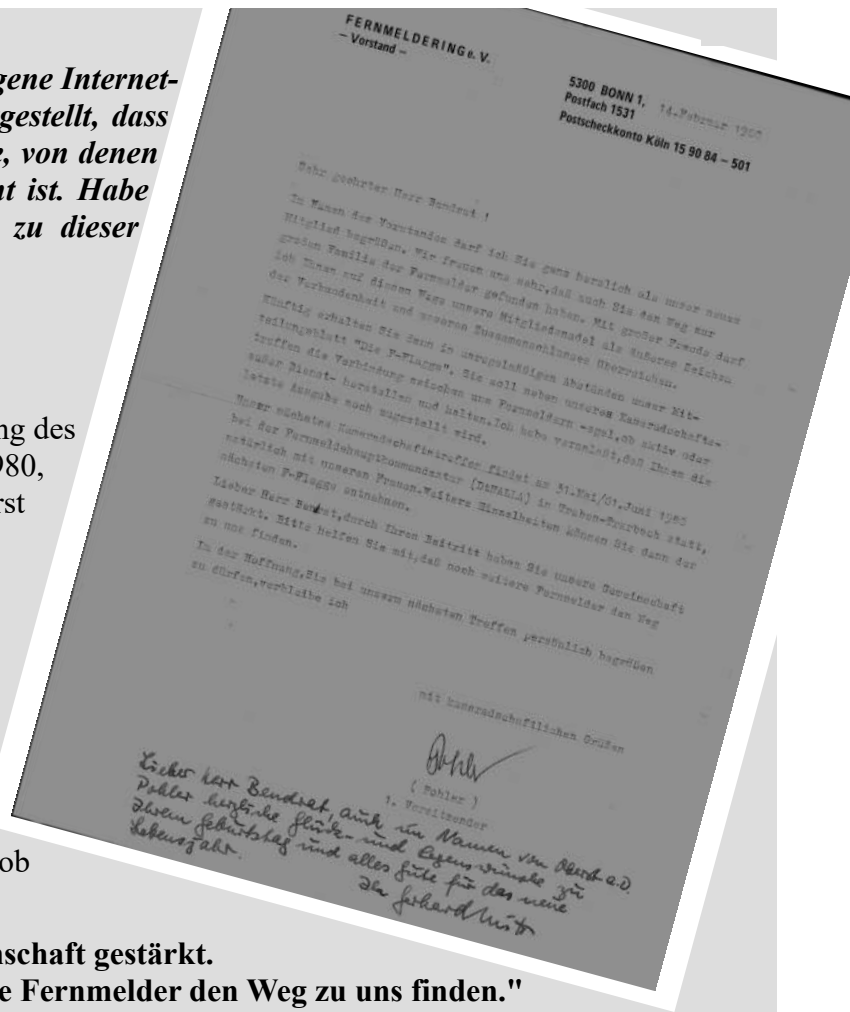 gene Internet-
gestellt, dass
, von denen
nt ist. Habe
zu dieser
ng des
980,
rst
ob
schaft gestärkt.
e Fernmelder den Weg zu uns finden."
FERNMELDERING e. V.
– Vorstand –
5300 BONN 1, 14.Februar 1980
Postfach 1531
Postscheckkonto Köln 15 90 84 – 501
Sehr geehrter Herr Bendrat !
Im Namen des Vorstandes darf ich Sie ganz herzlich als unser neues
Mitglied begrüßen. Wir freuen uns sehr,daß auch Sie den Weg zur
großen Familie der Fernmelder gefunden haben. Mit großer Freude darf
ich Ihnen auf diesem Wege unsere Mitgliedsnadel als äußeres Zeichen
der Verbundenheit und unseres Zusammenschlusses überreichen.
Künftig erhalten Sie dann in unregelmäßigen Abständen unser Mit-
teilungsblatt "Die F-Flagge". Sie soll neben unseren Kameradschafts-
treffen die Verbindung zwischen uns Fernmeldern -egal,ob aktiv oder
außer Dienst- herstellen und halten.Ich habe veranlaßt,daß Ihnen die
letzte Ausgabe noch zugestellt wird.
Unser nächstes Kameradschaftstreffen findet am 31.Mai/01.Juni 1980
bei der Fernmeldehauptkommandantur in Traben-Trarbach statt,
natürlich mit unseren Frauen.Weitere Einzelheiten können Sie dann der
nächsten F-Flagge entnehmen.
Lieber Herr Bendrat,durch Ihren Beitritt haben Sie unsere Gemeinschaft
gestärkt. Bitte helfen Sie mit,daß noch weitere Fernmelder den Weg
zu uns finden.
In der Hoffnung,Sie bei unserem nächsten Treffen persönlich begrüßen
zu dürfen,verbleibe ich
mit kameradschaftlichen Grüßen
( Pohler )
1. Vorsitzender
Lieber Herr Bendrat, auch im Namen von Oberst a.D.
Pohler herzliche Glück- und Segenswünsche zu
Ihrem Geburtstag und alles Gute für das neue
Lebensjahr.
Ihr Gerhard